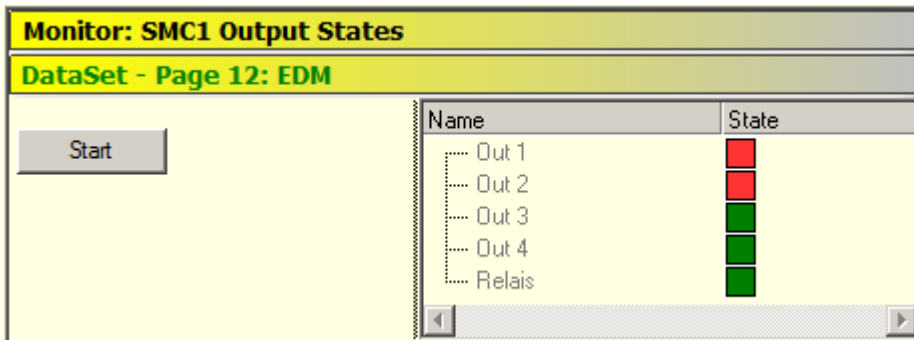 Monitor: SMC1 Output States
DataSet - Page 12: EDM
Start
Name State
Out 1
Out 2
Out 3
Out 4
Relais